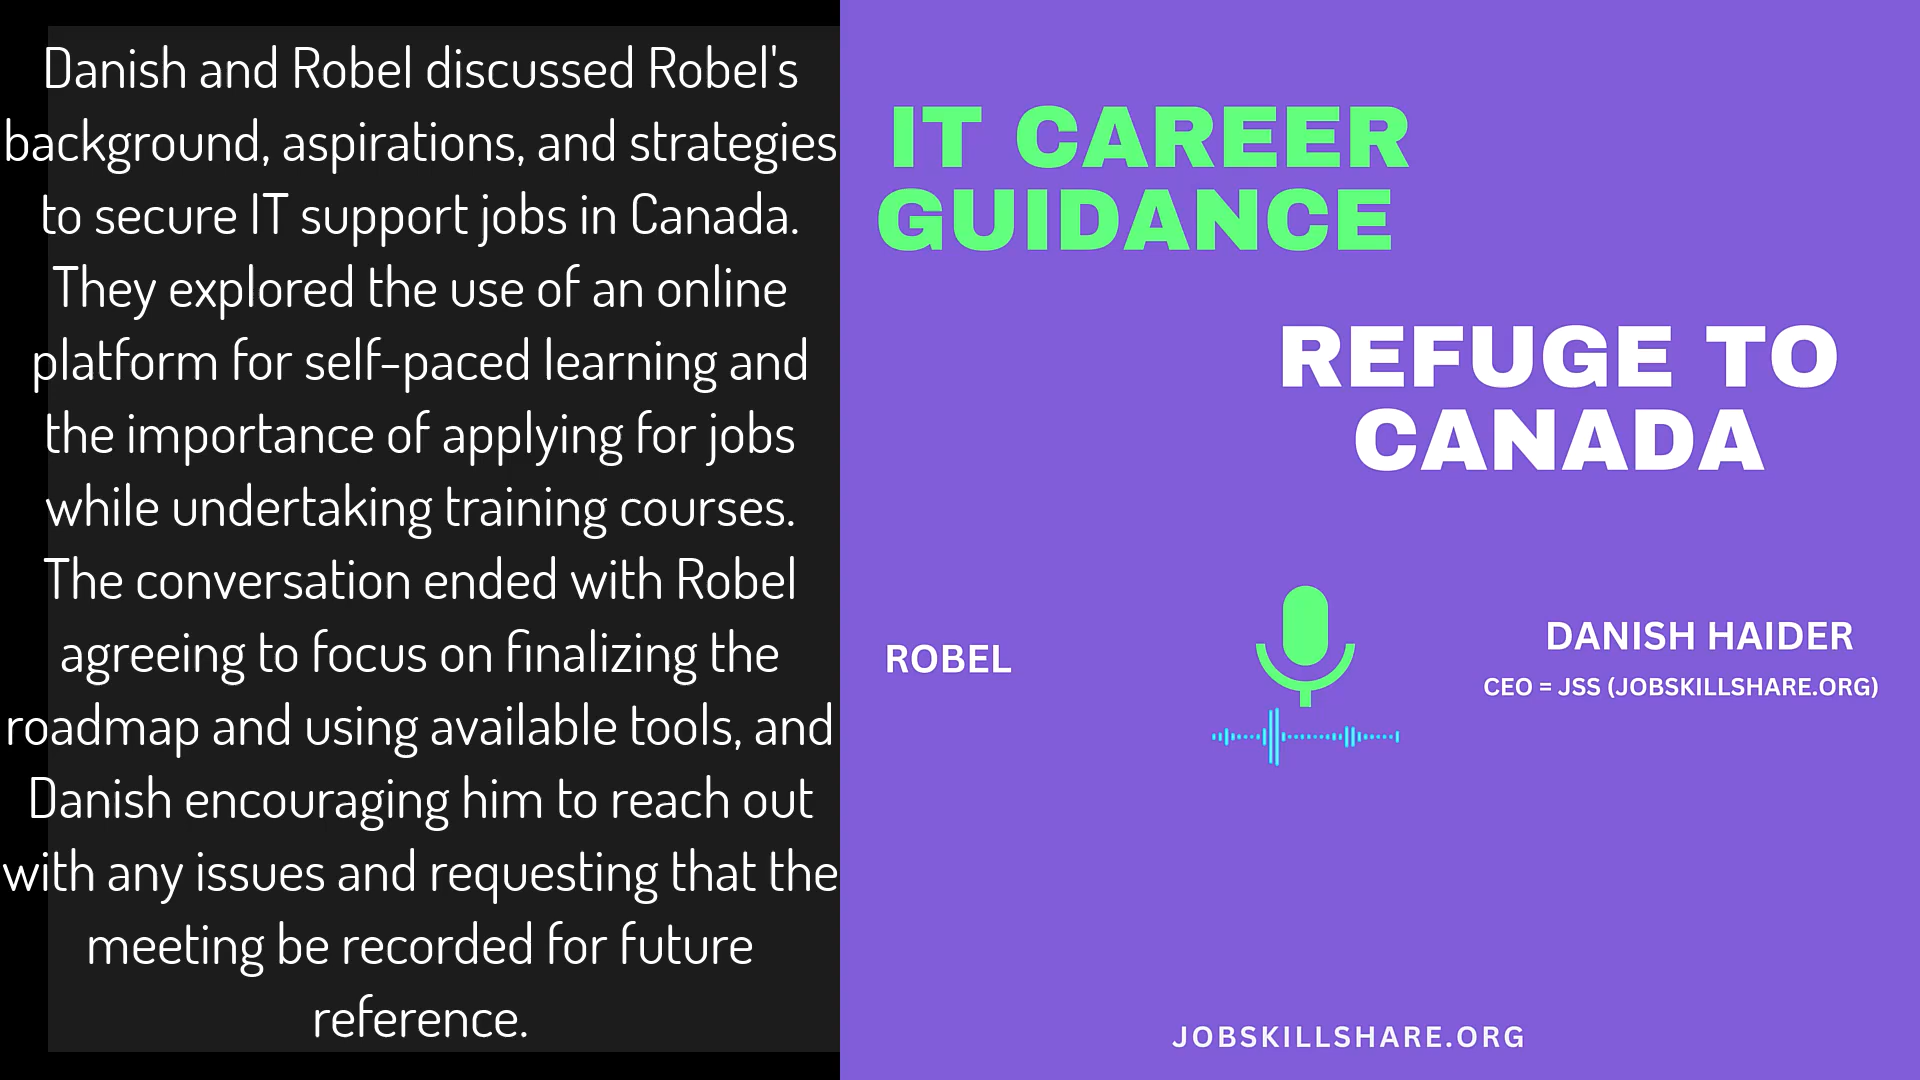 Danish and Robel discussed Robel's
background, aspirations, and strategies
to secure IT support jobs in Canada.
They explored the use of an online
platform for self-paced learning and
the importance of applying for jobs
while undertaking training courses.
The conversation ended with Robel
agreeing to focus on finalizing the
roadmap and using available tools, and
Danish encouraging him to reach out
with any issues and requesting that the
meeting be recorded for future
reference.
IT CAREER
GUIDANCE
REFUGE TO
CANADA
ROBEL
DANISH HAIDER
CEO = JSS (JOBSKILLSHARE.ORG)
JOBSKILLSHARE.ORG